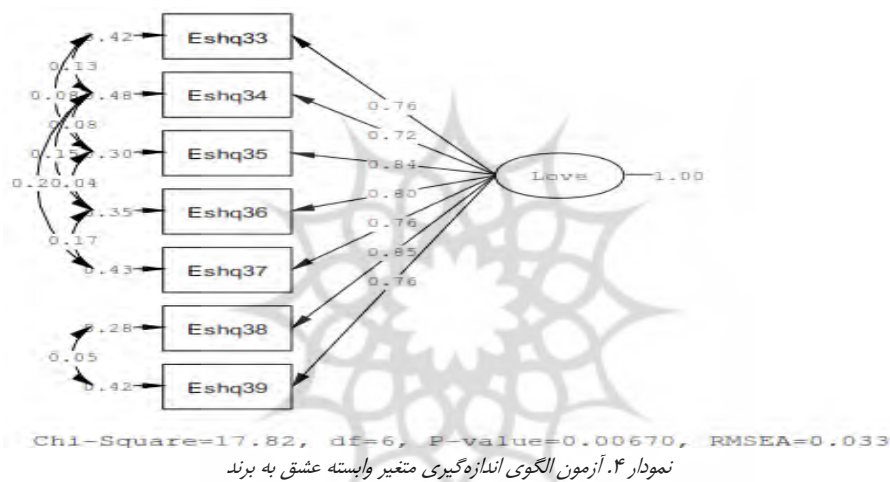 0.42 Eshq33
0.13
0.08 0.48 Eshq34 0.76
0.08 0.72
0.15 0.30 Eshq35 0.84 Love 1.00
0.20 0.04 0.80
0.35 Eshq36 0.76
0.17 0.85
0.43 Eshq37 0.76
0.28 Eshq38
0.05
0.42 Eshq39
Chi-Square=17.82, df=6, P-value=0.00670, RMSEA=0.033
نمودار ۴. آزمون الگوی اندازه‌گیری متغیر وابسته عشق به برند